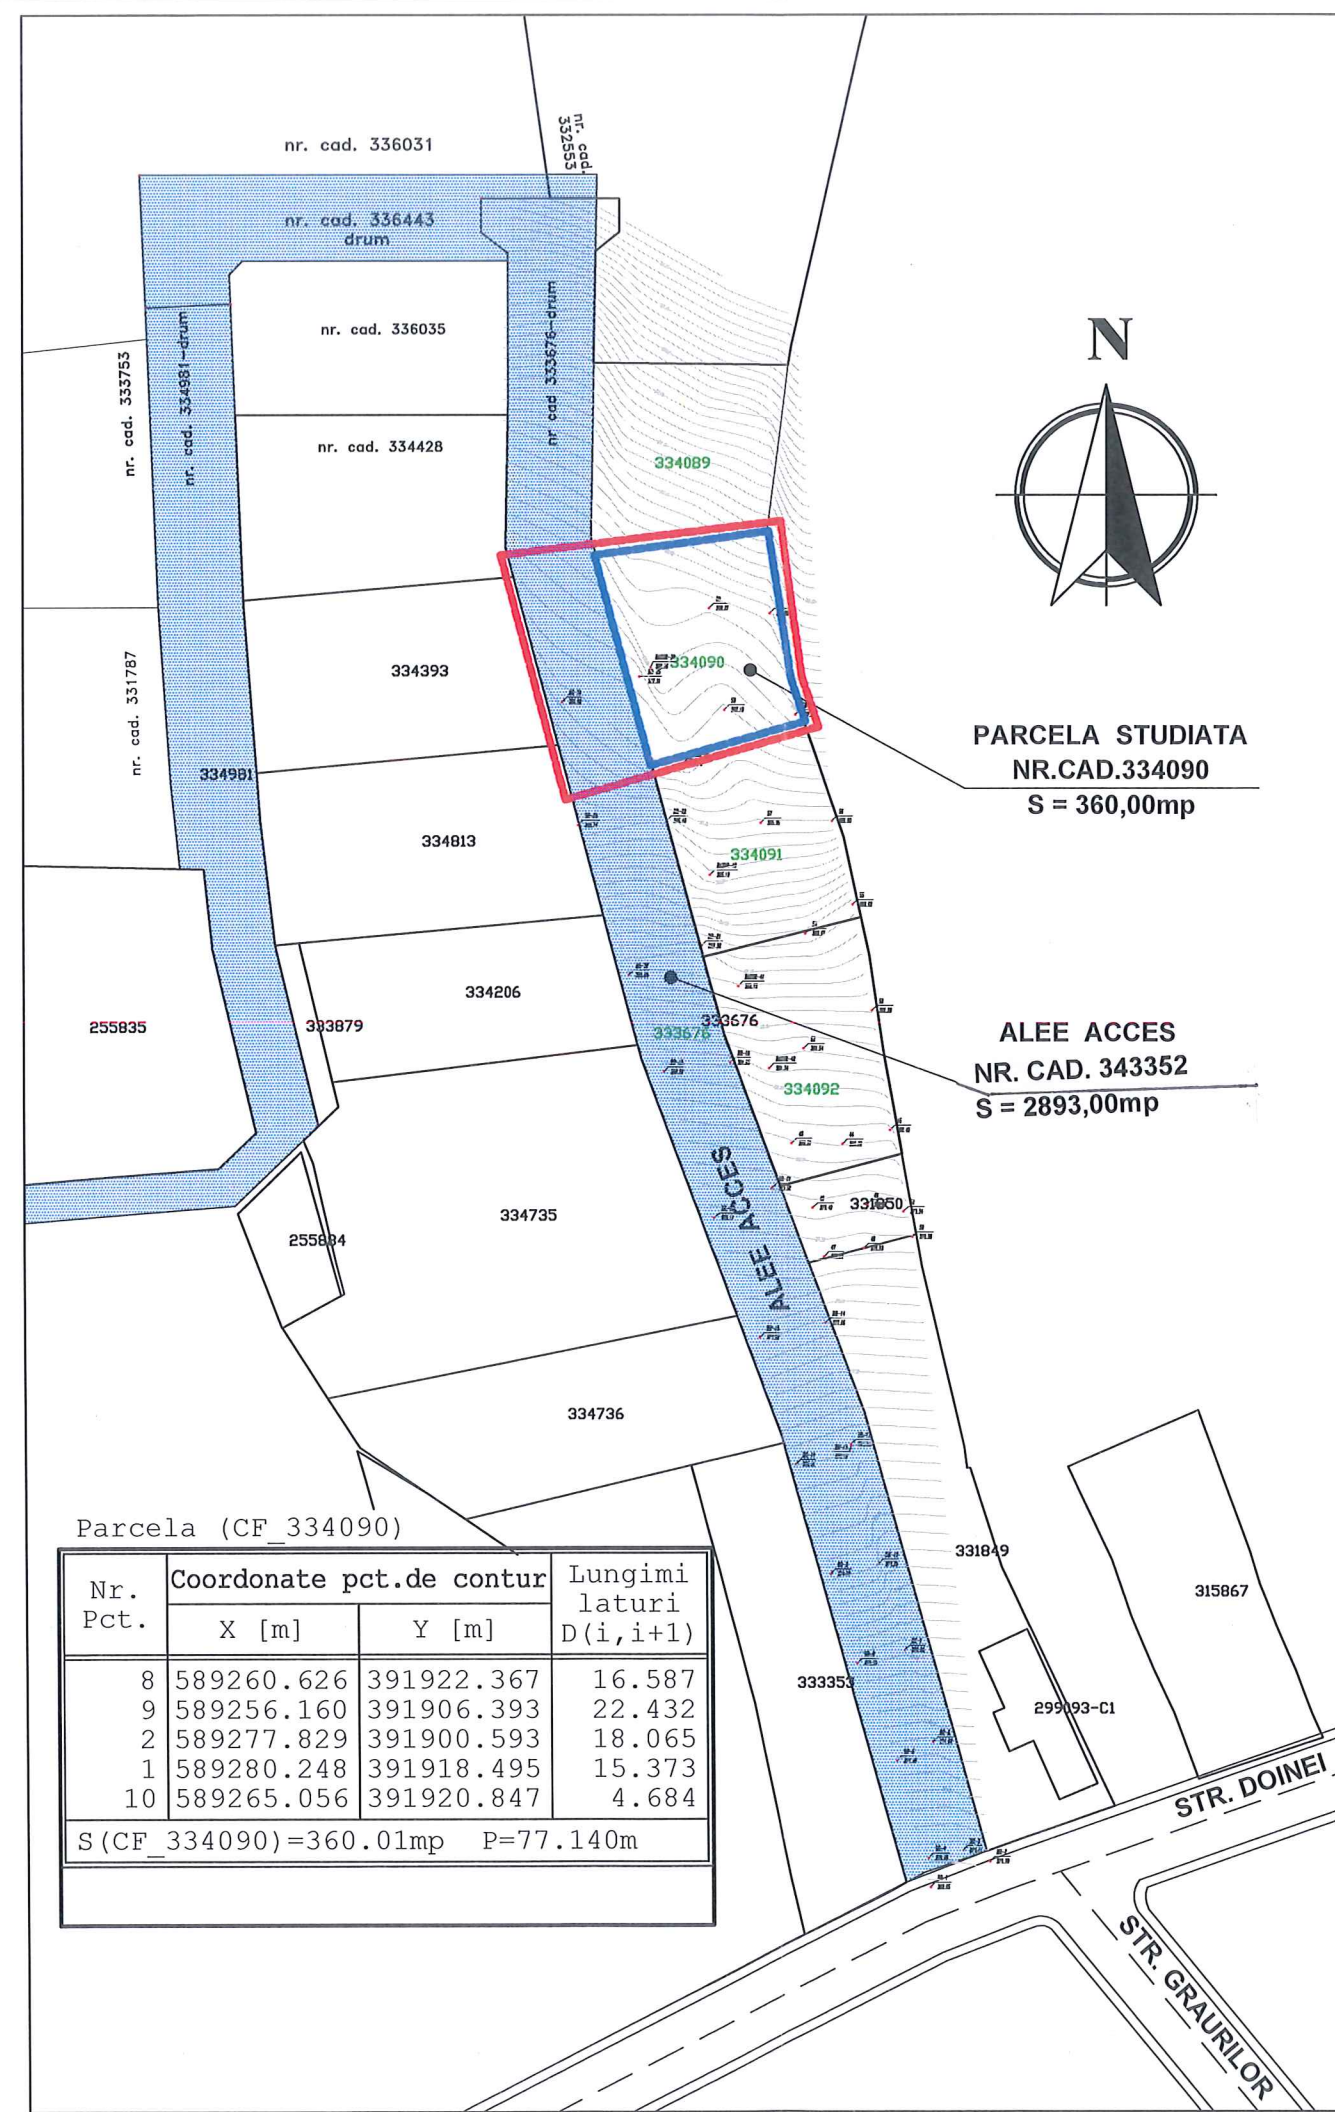 nr. cad. 336031
nr. cad.
332553
nr. cad. 336443
drum
nr. cad. 336035
nr. cad 333676-drum
nr. cad. 334981-drum
nr. cad. 333753
nr. cad. 334428
N
334089
334393
334090
nr. cad. 331787
334981
PARCELA STUDIATA
NR.CAD.334090
S = 360,00mp
334813
334091
334206
255835
333879
333676
333676
ALEE ACCES
NR. CAD. 343352
S = 2893,00mp
334092
ALEE ACCES
331850
334735
255884
334736
331849
315867
333353
299093-C1
Parcela (CF_334090)
Nr. Pct. Coordonate pct.de contur Lungimi laturi D(i,i+1)
X [m] Y [m]
8 589260.626 391922.367 16.587
9 589256.160 391906.393 22.432
2 589277.829 391900.593 18.065
1 589280.248 391918.495 15.373
10 589265.056 391920.847 4.684
S(CF_334090)=360.01mp P=77.140m
STR. DOINEI
STR. GRAURILOR